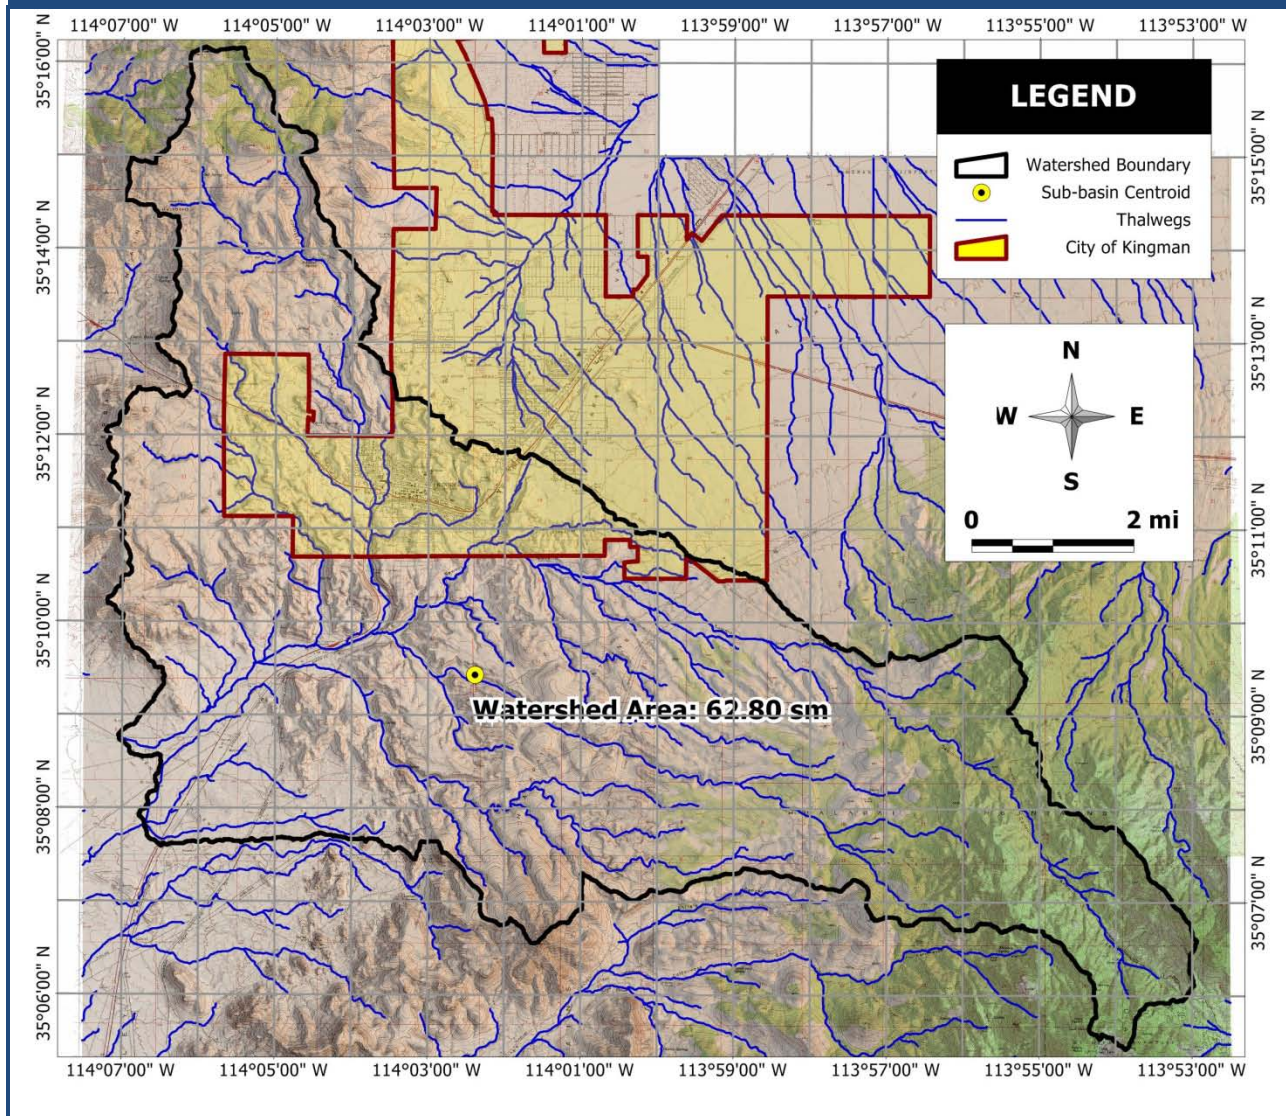 114°07'00" W 114°05'00" W 114°03'00" W 114°01'00" W 113°59'00" W 113°57'00" W 113°55'00" W 113°53'00" W
35°16'00" N
35°14'00" N
35°12'00" N
35°10'00" N
35°08'00" N
35°06'00" N
LEGEND
Watershed Boundary
Sub-basin Centroid
Thalwegs
City of Kingman
N
W E
S
0 2 mi
Watershed Area: 62.80 sm
35°15'00" N
35°13'00" N
35°11'00" N
35°09'00" N
35°07'00" N
114°07'00" W 114°05'00" W 114°03'00" W 114°01'00" W 113°59'00" W 113°57'00" W 113°55'00" W 113°53'00" W